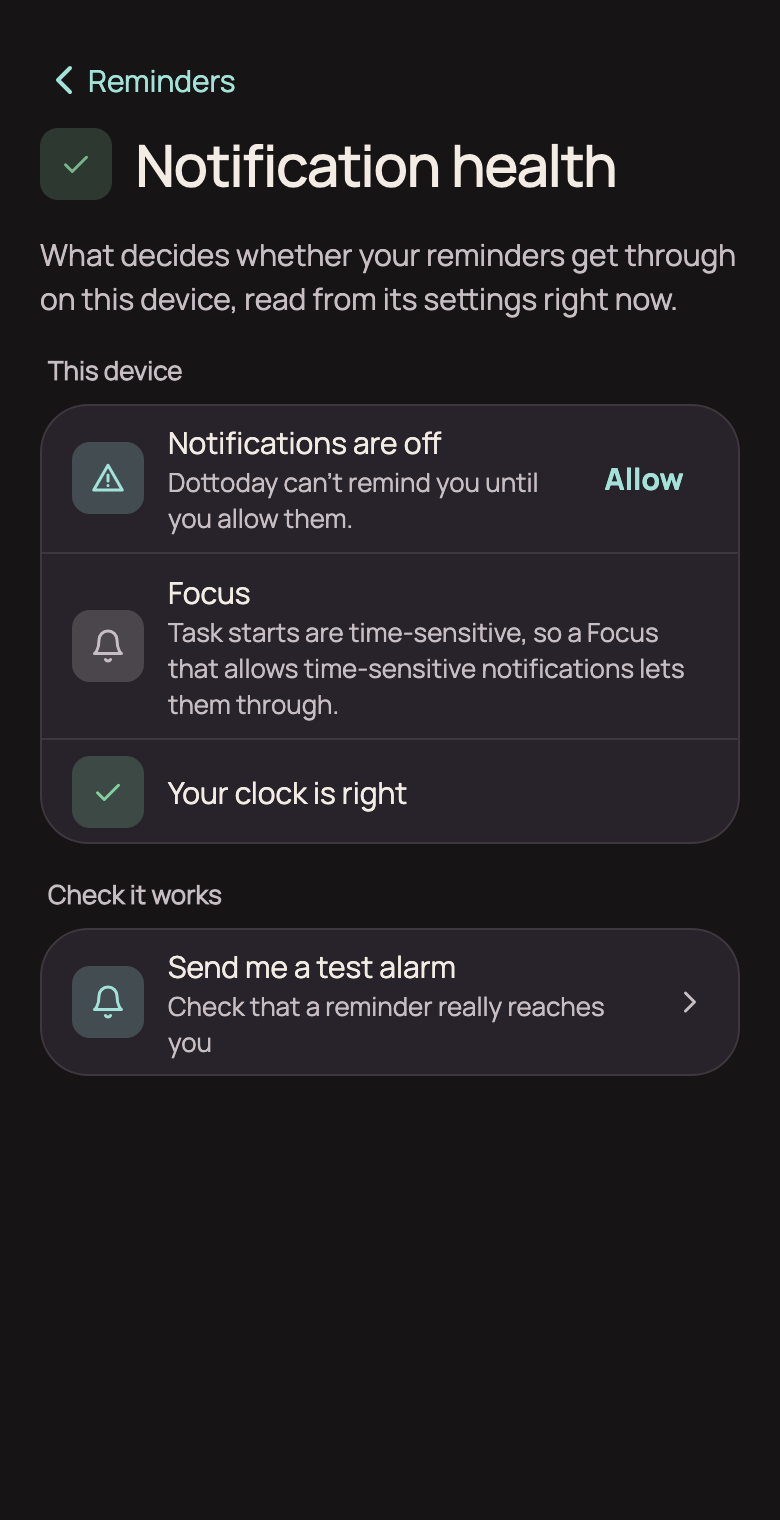 Reminders
Notification health
What decides whether your reminders get through
on this device, read from its settings right now.
This device
Notifications are off
Dottoday can't remind you until
you allow them.
Allow
Focus
Task starts are time-sensitive, so a Focus
that allows time-sensitive notifications lets
them through.
Your clock is right
Check it works
Send me a test alarm
Check that a reminder really reaches
you